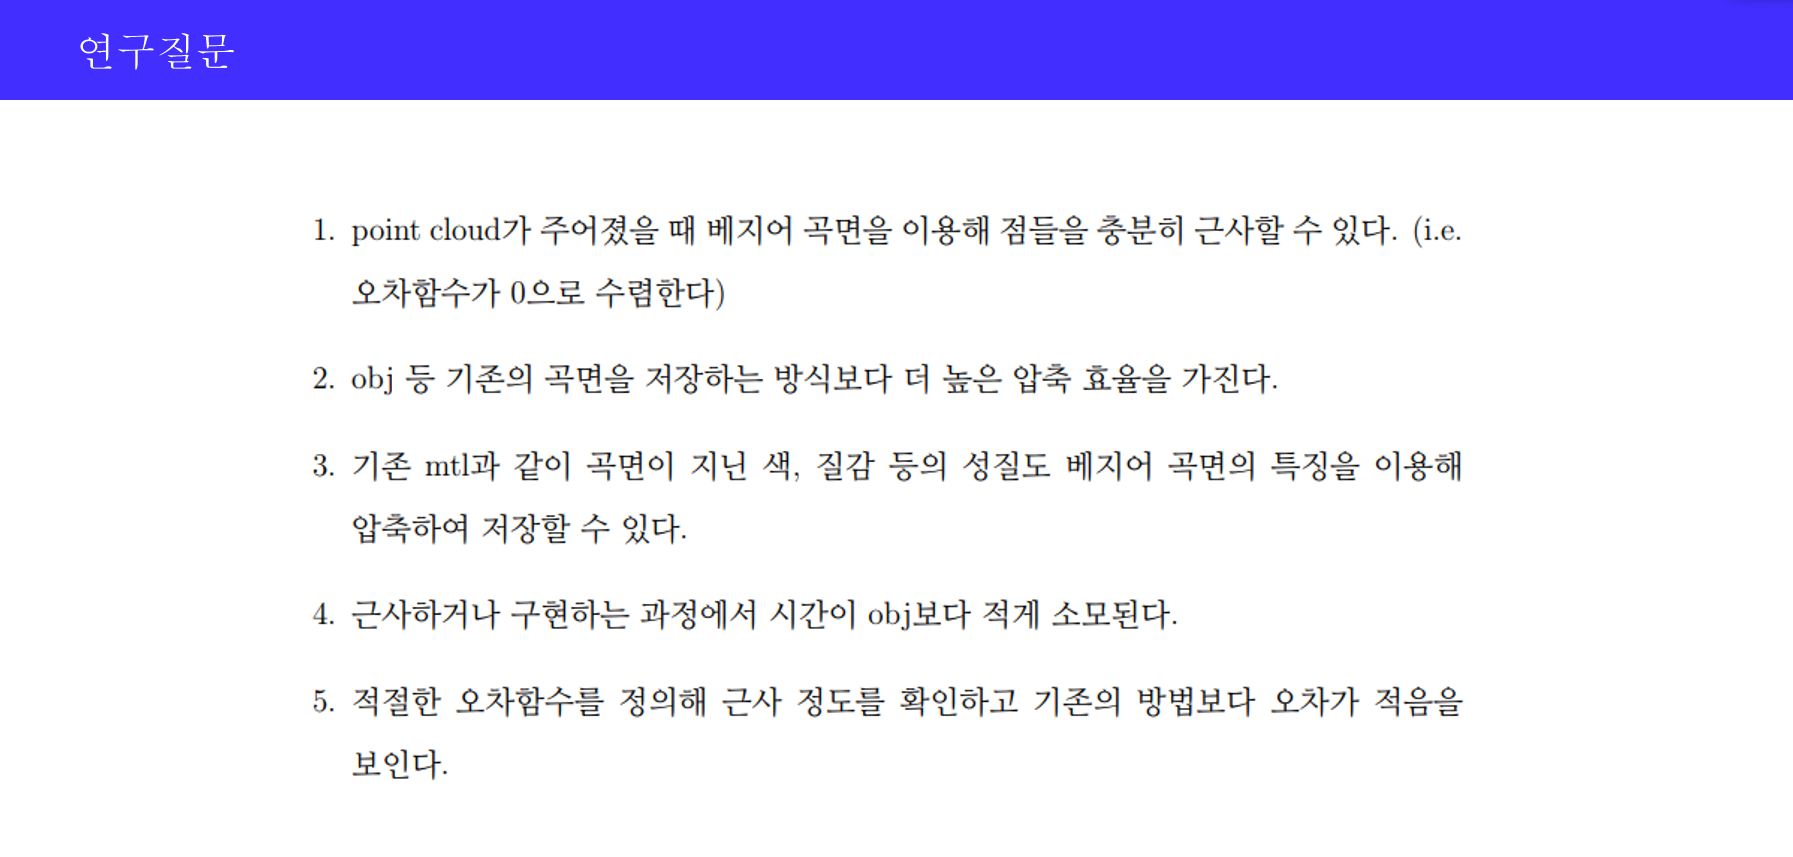 연구질문
1. point cloud가 주어졌을 때 베지어 곡면을 이용해 점들을 충분히 근사할 수 있다. (i.e.
오차함수가 0으로 수렴한다)
2. obj 등 기존의 곡면을 저장하는 방식보다 더 높은 압축 효율을 가진다.
3. 기존 mtl과 같이 곡면이 지닌 색, 질감 등의 성질도 베지어 곡면의 특징을 이용해
압축하여 저장할 수 있다.
4. 근사하거나 구현하는 과정에서 시간이 obj보다 적게 소모된다.
5. 적절한 오차함수를 정의해 근사 정도를 확인하고 기존의 방법보다 오차가 적음을
보인다.